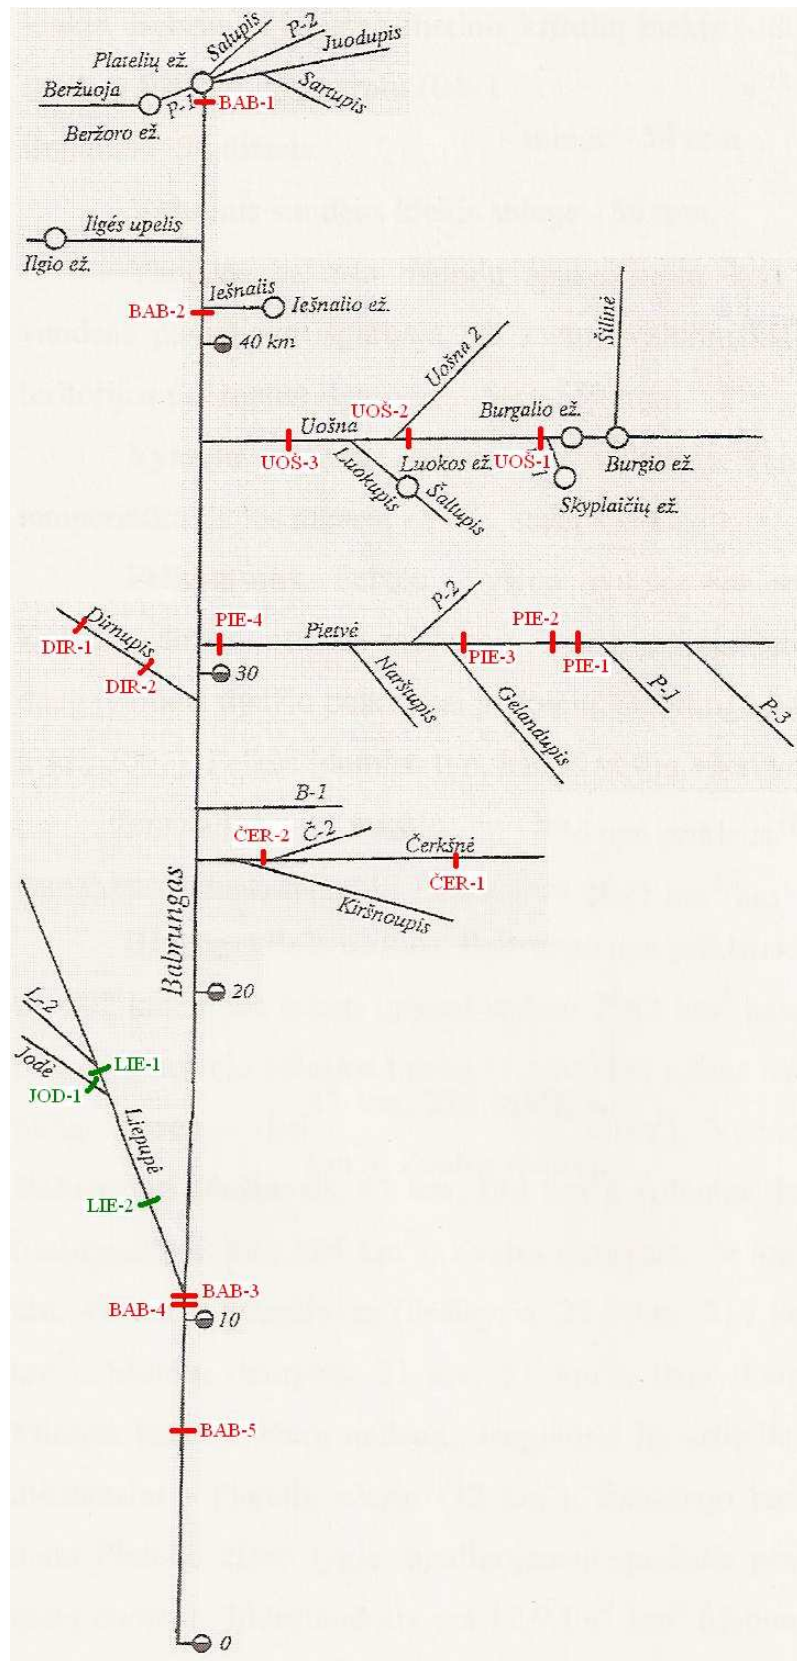 Salupis
P-2
Juodupis
Platelių ež.
Sartupis
Beržuoja
P-1
BAB-1
Beržoro ež.
Ilgės upelis
Ilgio ež.
Iešnalis
BAB-2
Iešnalio ež.
40 km
Šilinė
Uošna 2
UOŠ-2
Burgalio ež.
Uošna
UOŠ-3
Luokos ež.
UOŠ-1
Burgio ež.
Luokupis
Šaltupis
Skyplaičių ež.
P-2
Dirnupis
PIE-4
Pietvė
PIE-2
DIR-1
PIE-3
PIE-1
DIR-2
30
Narštupis
Gelandupis
P-1
P-3
B-1
ČER-2
Č-2
Čerkšnė
ČER-1
Kiršnoupis
Babrungas
20
L-2
Jodė
LIE-1
JOD-1
Liepupė
LIE-2
BAB-3
BAB-4
10
BAB-5
0